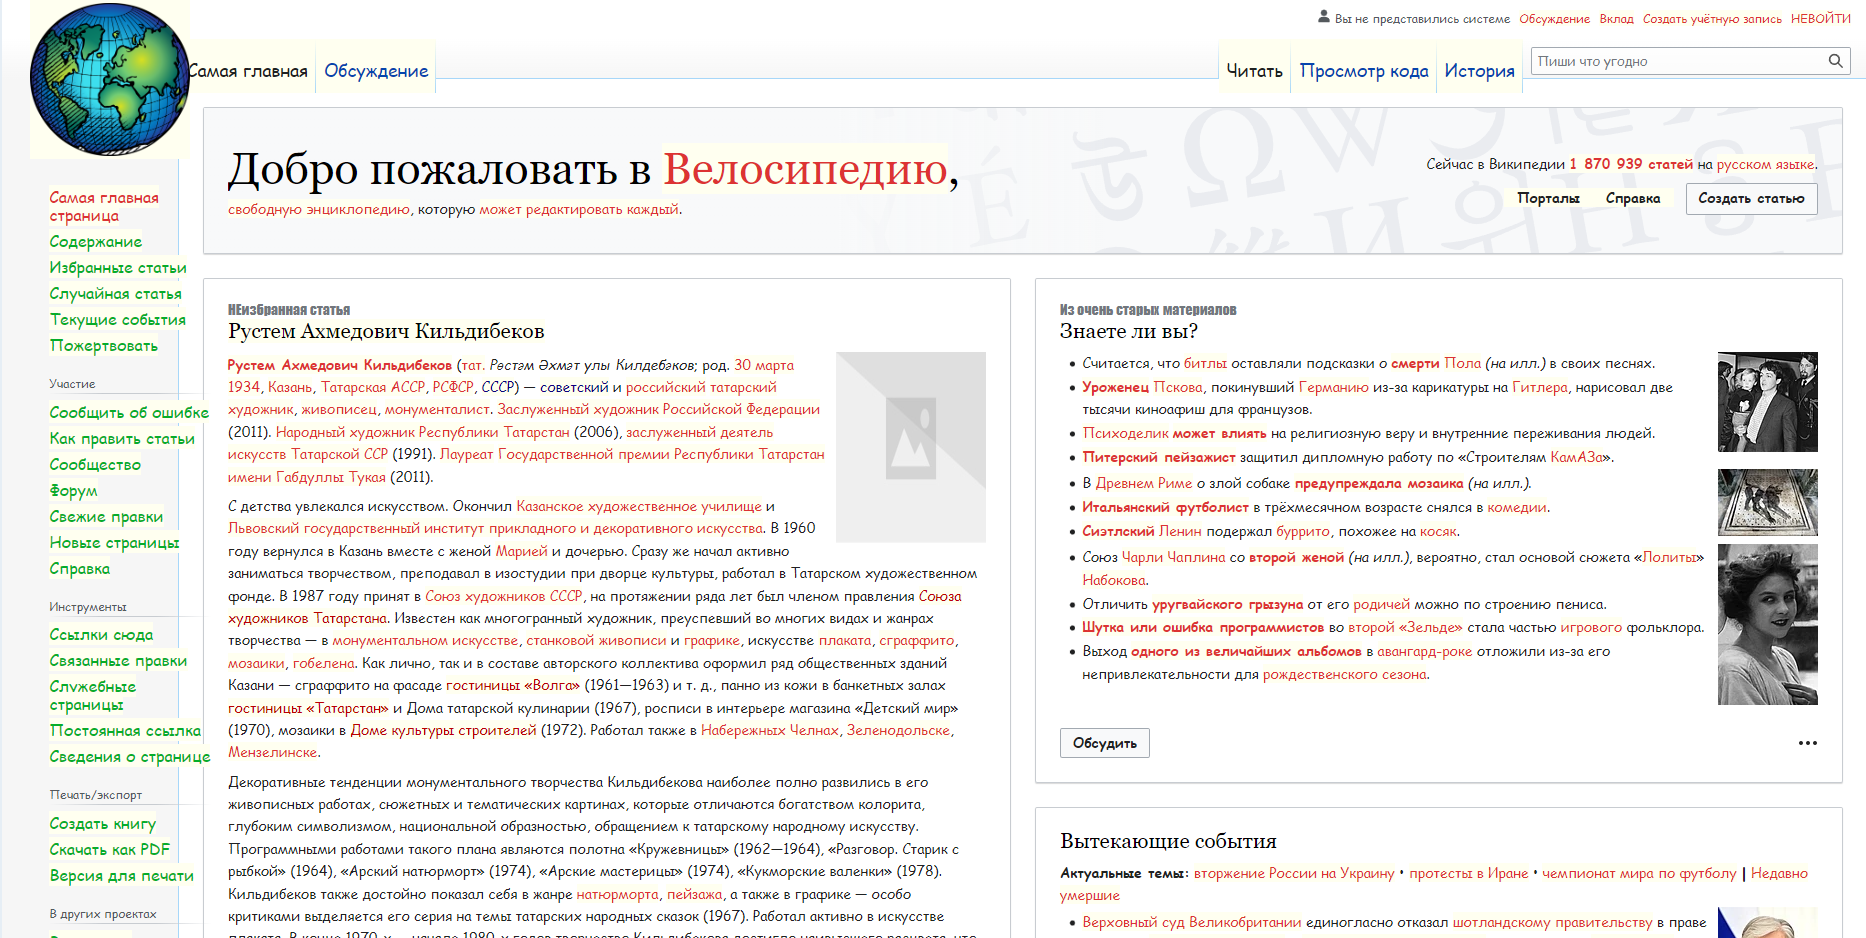 Вы не представились системе Обсуждение Вклад Создать учётную запись НЕВОЙТИ
Самая главная Обсуждение Читать Просмотр кода История Пиши что угодно
Добро пожаловать в Велосипедию,
свободную энциклопедию, которую может редактировать каждый.
Сейчас в Википедии 1 870 939 статей на русском языке.
Порталы Справка Создать статью
Самая главная
страница
Содержание
Избранные статьи
Случайная статья
Текущие события
Пожертвовать
Участие
Сообщить об ошибке
Как править статьи
Сообщество
Форум
Свежие правки
Новые страницы
Справка
Инструменты
Ссылки сюда
Связанные правки
Служебные
страницы
Постоянная ссылка
Сведения о странице
Печать/экспорт
Создать книгу
Скачать как PDF
Версия для печати
В других проектах
НЕизбранная статья
Рустем Ахмедович Кильдибеков
Рустем Ахмедович Кильдибеков (тат. Рөстәм Әхмәт улы Килдебәков; род. 30 марта
1934, Казань, Татарская АССР, РСФСР, СССР) — советский и российский татарский
художник, живописец, монументалист. Заслуженный художник Российской Федерации
(2011). Народный художник Республики Татарстан (2006), заслуженный деятель
искусств Татарской ССР (1991). Лауреат Государственной премии Республики Татарстан
имени Габдуллы Тукая (2011).
С детства увлекался искусством. Окончил Казанское художественное училище и
Львовский государственный институт прикладного и декоративного искусства. В 1960
году вернулся в Казань вместе с женой Марией и дочерью. Сразу же начал активно
заниматься творчеством, преподавал в изостудии при дворце культуры, работал в Татарском художественном
фонде. В 1987 году принят в Союз художников СССР, на протяжении ряда лет был членом правления Союза
художников Татарстана. Известен как многогранный художник, преуспевший во многих видах и жанрах
творчества — в монументальном искусстве, станковой живописи и графике, искусстве плаката, сграффито,
мозаики, гобелена. Как лично, так и в составе авторского коллектива оформил ряд общественных зданий
Казани — сграффито на фасаде гостиницы «Волга» (1961—1963) и т. д., панно из кожи в банкетных залах
гостиницы «Татарстан» и Дома татарской кулинарии (1967), росписи в интерьере магазина «Детский мир»
(1970), мозаики в Доме культуры строителей (1972). Работал также в Набережных Челнах, Зеленодольске,
Мензелинске.
Декоративные тенденции монументального творчества Кильдибекова наиболее полно развились в его
живописных работах, сюжетных и тематических картинах, которые отличаются богатством колорита,
глубоким символизмом, национальной образностью, обращением к татарскому народному искусству.
Программными работами такого плана являются полотна «Кружевницы» (1962—1964), «Разговор. Старик с
рыбкой» (1964), «Арский натюрморт» (1974), «Арские мастерицы» (1974), «Кукморские валенки» (1978).
Кильдибеков также достойно показал себя в жанре натюрморта, пейзажа, а также в графике — особо
критиками выделяется его серия на темы татарских народных сказок (1967). Работал активно в искусстве
плаката. В конце 1970-х — начале 1980-х годов творчество Кильдибекова достигло наивысшего расцвета, что
Из очень старых материалов
Знаете ли вы?
Считается, что битлы оставляли подсказки о смерти Пола (на илл.) в своих песнях.
Уроженец Пскова, покинувший Германию из-за карикатуры на Гитлера, нарисовал две
тысячи киноафиш для французов.
Психоделик может влиять на религиозную веру и внутренние переживания людей.
Питерский пейзажист защитил дипломную работу по «Строителям КамАЗа».
В Древнем Риме о злой собаке предупреждала мозаика (на илл.).
Итальянский футболист в трёхмесячном возрасте снялся в комедии.
Сиэтлский Ленин подержал буррито, похожее на косяк.
Союз Чарли Чаплина со второй женой (на илл.), вероятно, стал основой сюжета «Лолиты»
Набокова.
Отличить уругвайского грызуна от его родичей можно по строению пениса.
Шутка или ошибка программистов во второй «Зельде» стала частью игрового фольклора.
Выход одного из величайших альбомов в авангард-роке отложили из-за его
непривлекательности для рождественского сезона.
Обсудить
Вытекающие события
Актуальные темы: вторжение России на Украину • протесты в Иране • чемпионат мира по футболу | Недавно
умершие
Верховный суд Великобритании единогласно отказал шотландскому правительству в праве